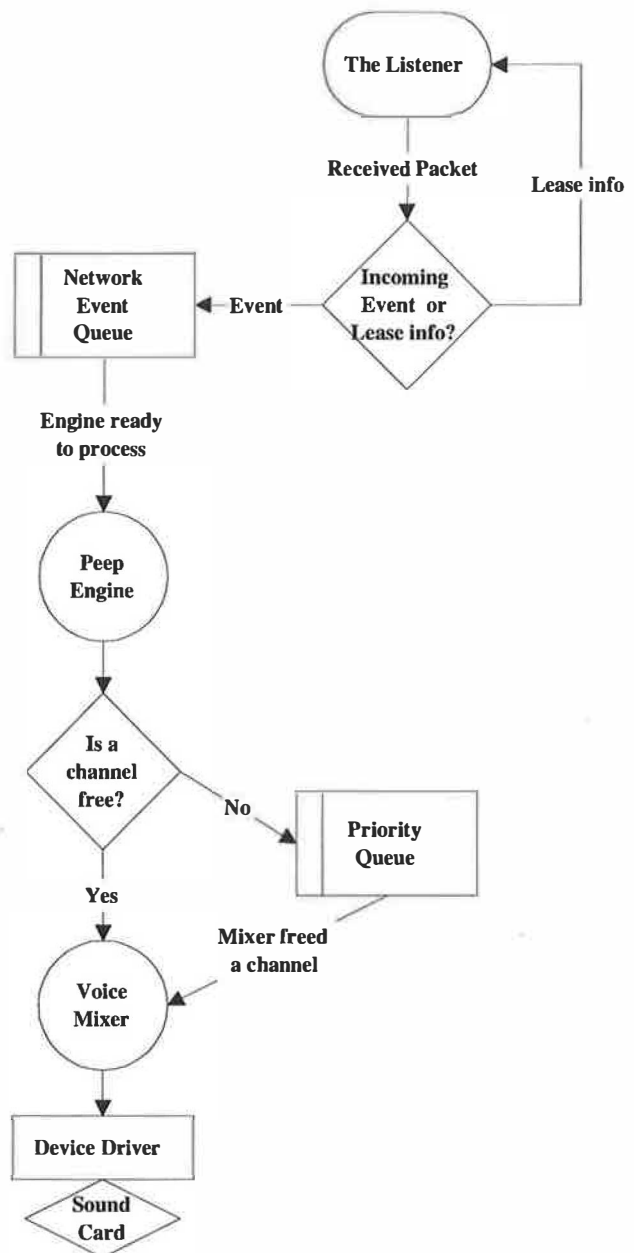 The Listener
Received Packet
Lease info
Incoming
Event or
Lease info?
Event
Network
Event
Queue
Engine ready
to process
Peep
Engine
Is a
channel
free?
No
Priority
Queue
Yes
Mixer freed
a channel
Voice
Mixer
Device Driver
Sound
Card